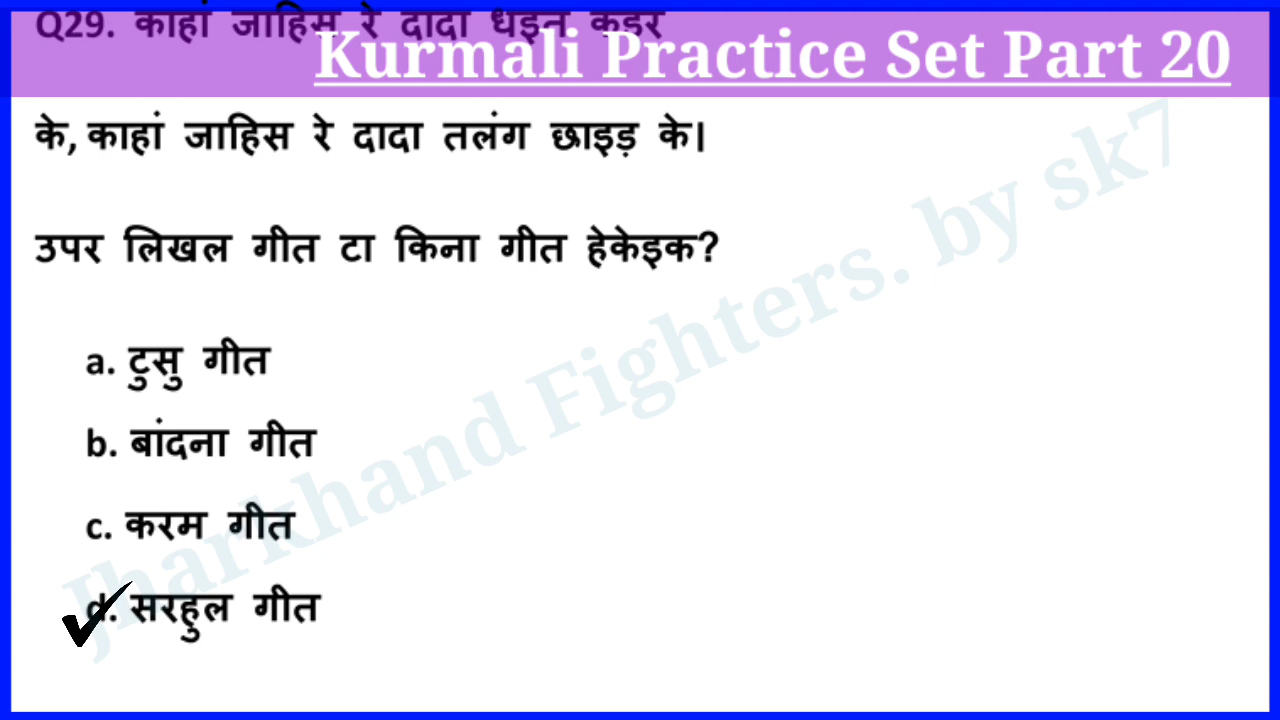 Q29. काहां जाहिस रे दादा धइन कइर
Kurmali Practice Set Part 20
के, काहां जाहिस रे दादा तलंग छाइड़ के।
उपर लिखल गीत टा किना गीत हेकेइक?
a. टुसु गीत
b. बांदना गीत
c. करम गीत
d. सरहुल गीत
Jharkhand Fighters. by sk7